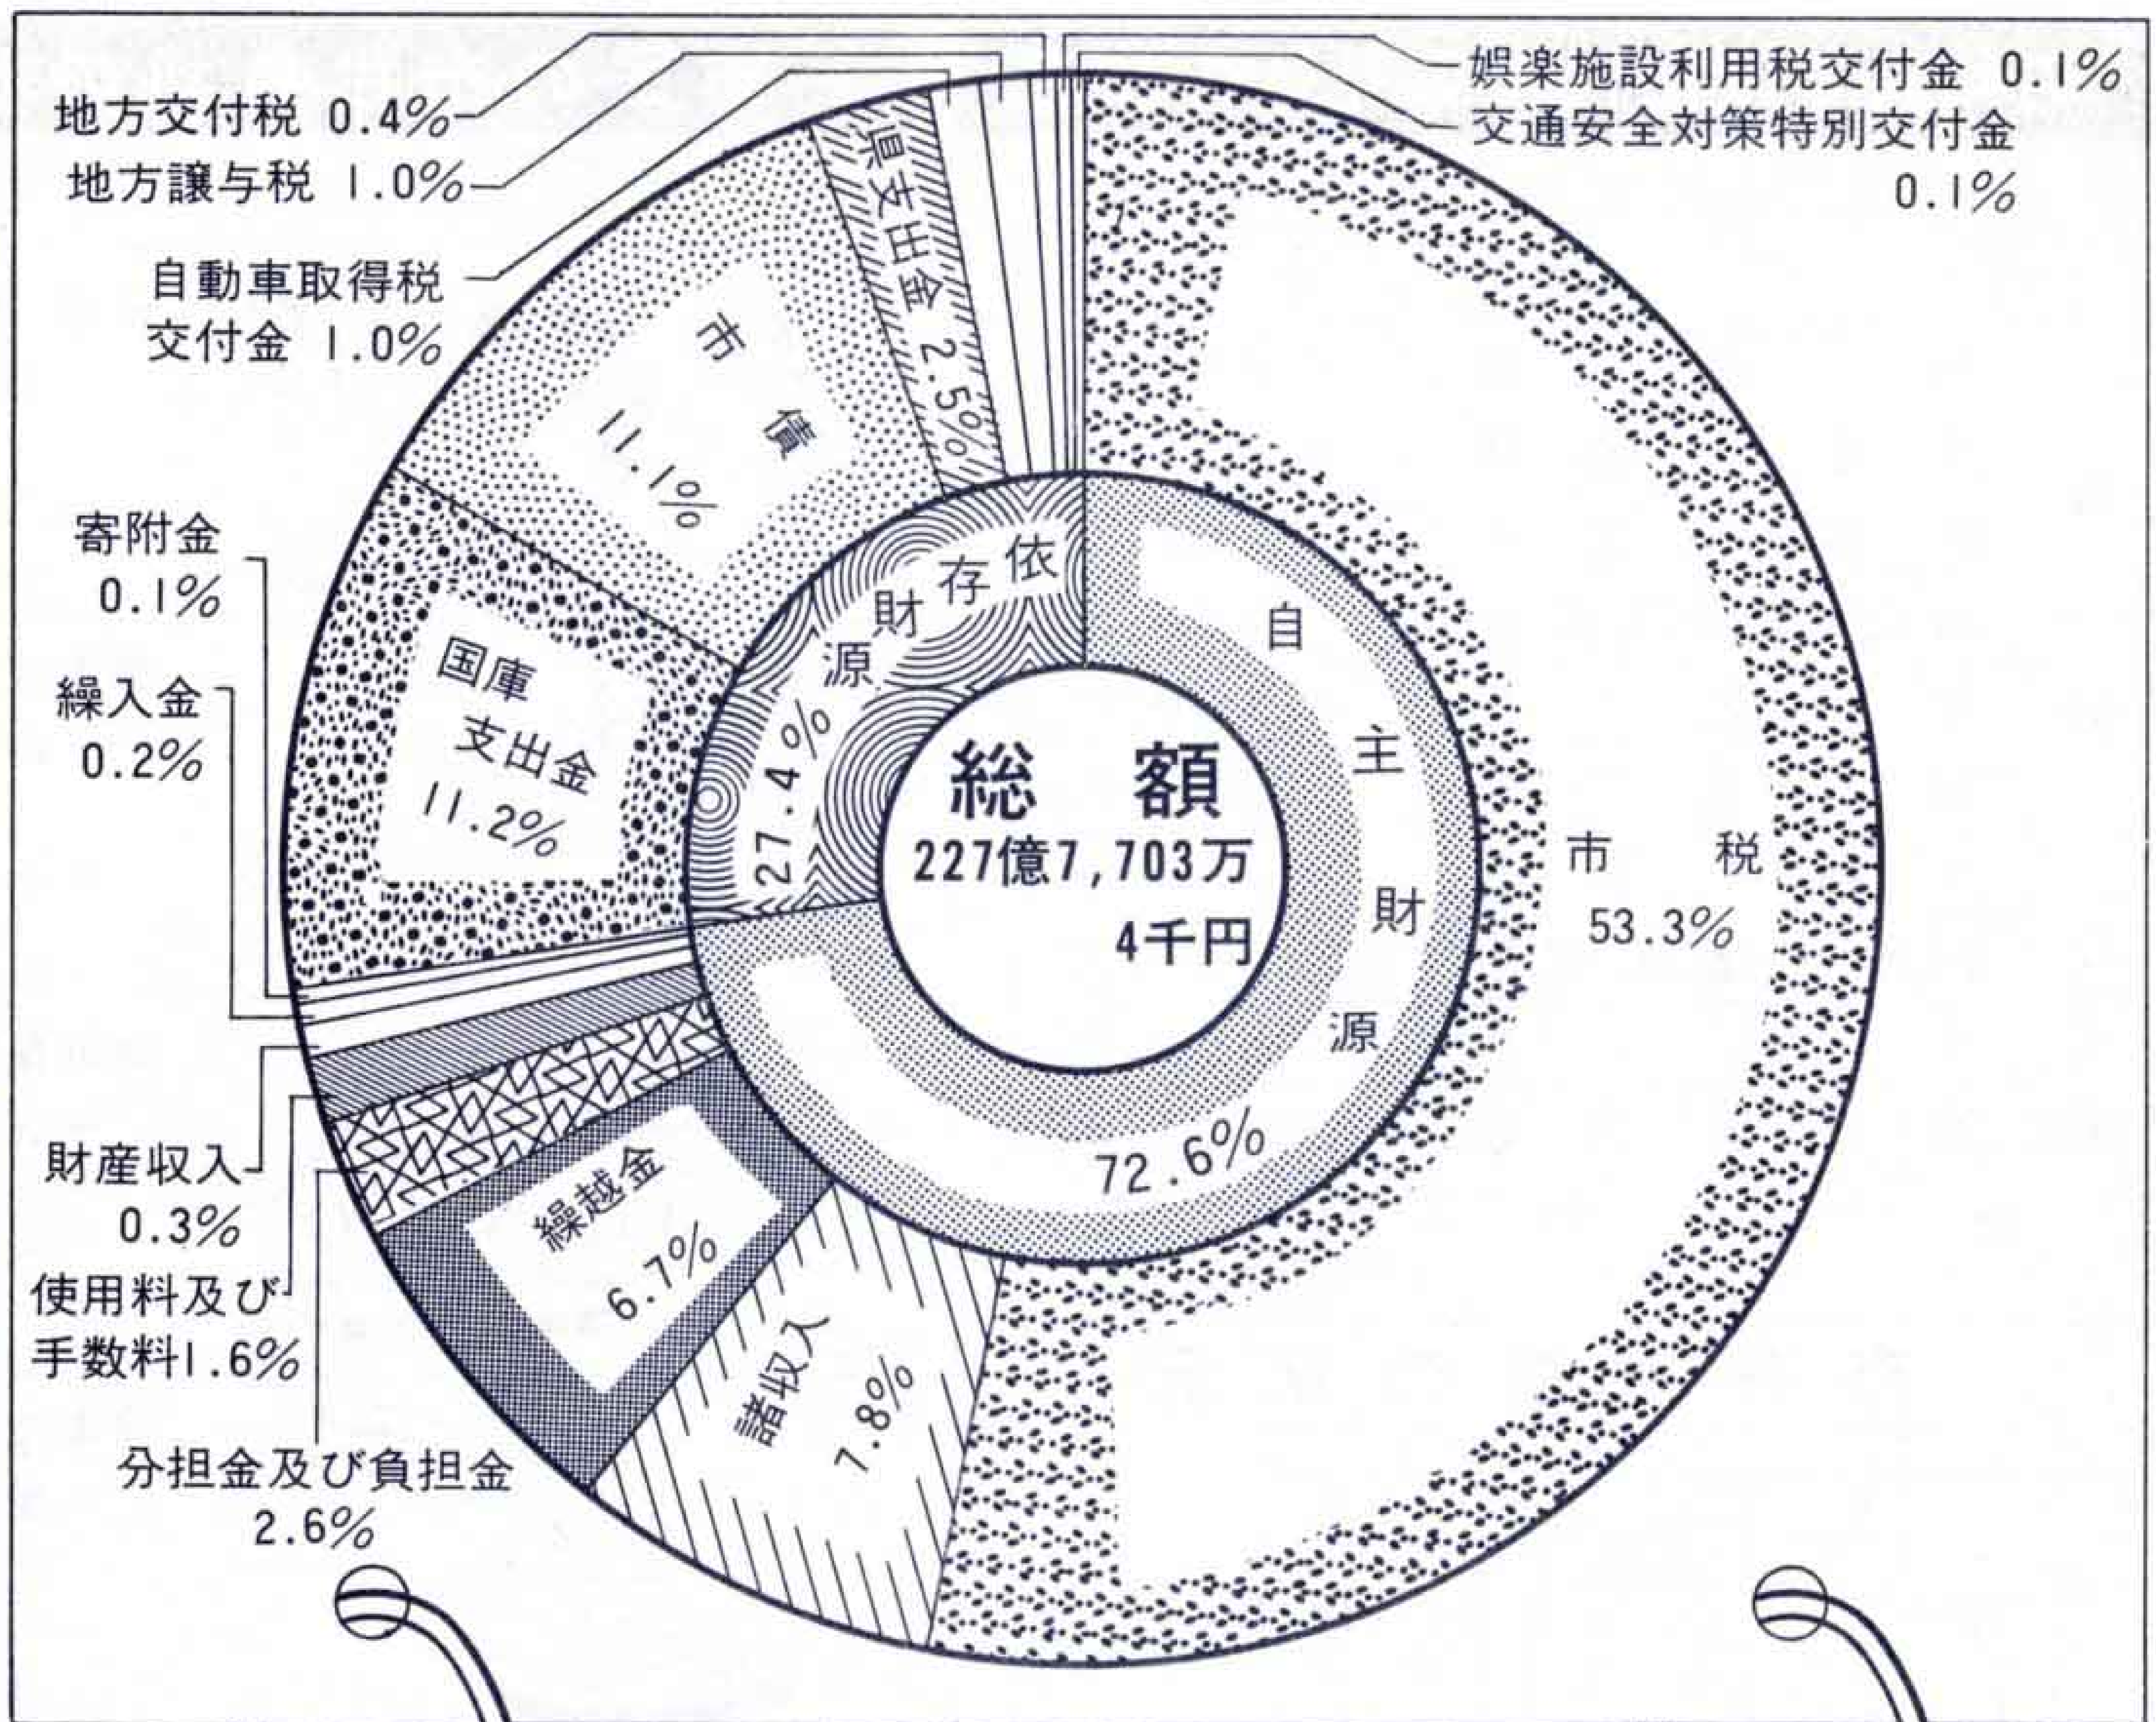 地方交付税 0.4%
地方譲与税 1.0%
自動車取得税
交付金 1.0%
娯楽施設利用税交付金 0.1%
交通安全対策特別交付金
0.1%
県支出金 2.5%
市債
11.1%
国庫
支出金
11.2%
寄附金
0.1%
繰入金
0.2%
財産収入
0.3%
使用料及び
手数料1.6%
分担金及び負担金
2.6%
繰越金
6.7%
諸収入
7.8%
市税
53.3%
依存財源
27.4%
自主財源
72.6%
総額
227億7,703万
4千円